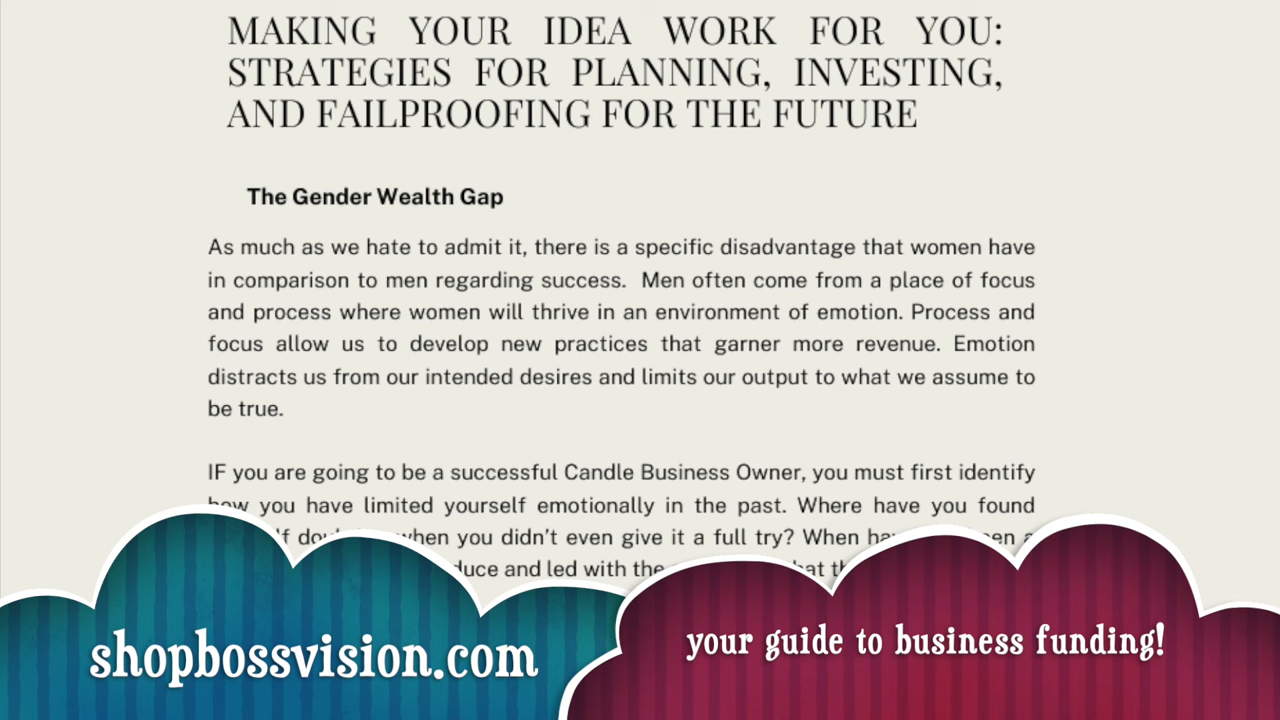 MAKING YOUR IDEA WORK FOR YOU:
STRATEGIES FOR PLANNING, INVESTING,
AND FAILPROOFING FOR THE FUTURE
The Gender Wealth Gap
As much as we hate to admit it, there is a specific disadvantage that women have
in comparison to men regarding success. Men often come from a place of focus
and process where women will thrive in an environment of emotion. Process and
focus allow us to develop new practices that garner more revenue. Emotion
distracts us from our intended desires and limits our output to what we assume to
be true.
IF you are going to be a successful Candle Business Owner, you must first identify
how you have limited yourself emotionally in the past. Where have you found
when you didn't even give it a full try? When
and led with the
shopbossvision.com
your guide to business funding!